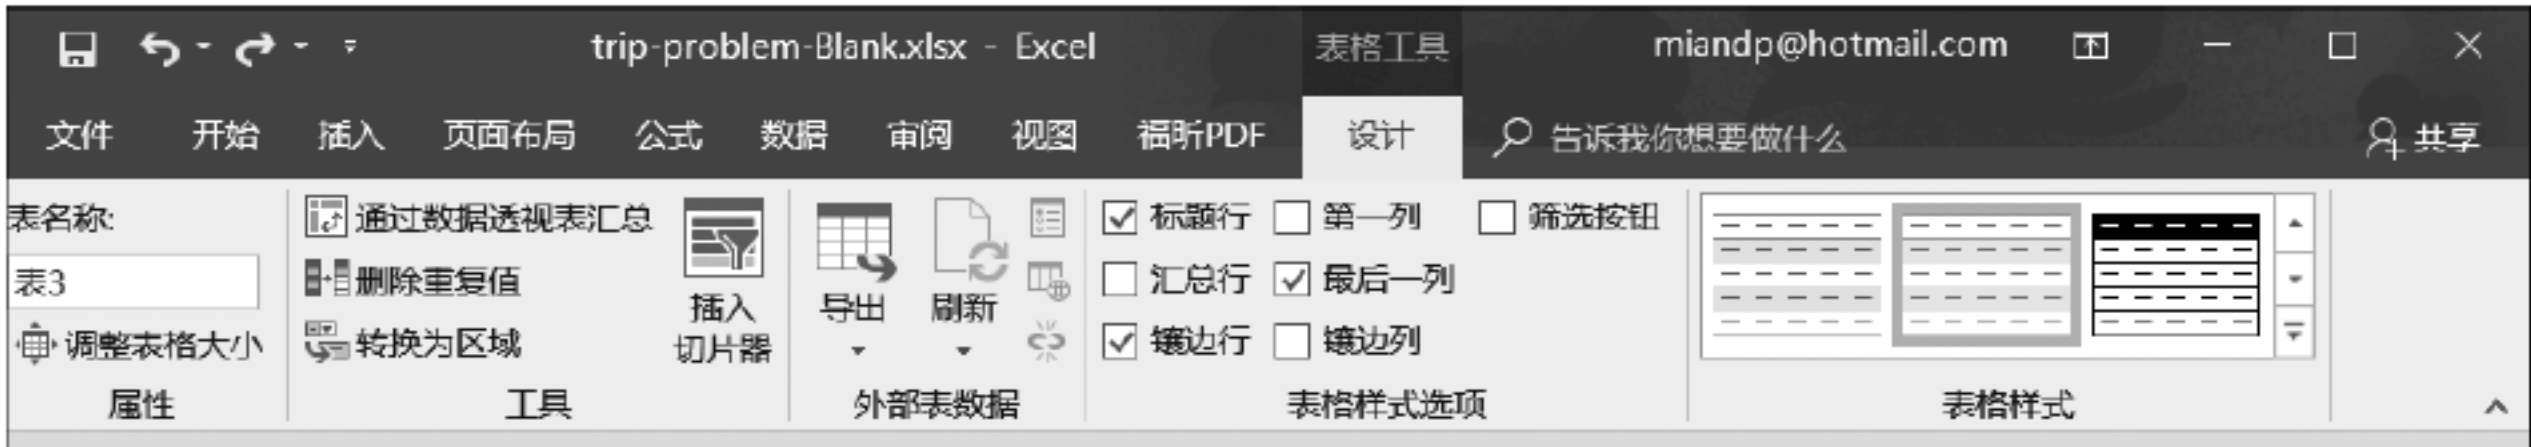 trip-problem-Blank.xlsx - Excel 表格工具 miandp@hotmail.com
文件 开始 插入 页面布局 公式 数据 审阅 视图 福昕PDF 设计 告诉我你想要做什么 共享
表名称:
表3
调整表格大小
属性
通过数据透视表汇总
删除重复值
转换为区域
插入
切片器
工具
导出
刷新
外部表数据
标题行 第一列 筛选按钮
汇总行 最后一列
镶边行 镶边列
表格样式选项
表格样式